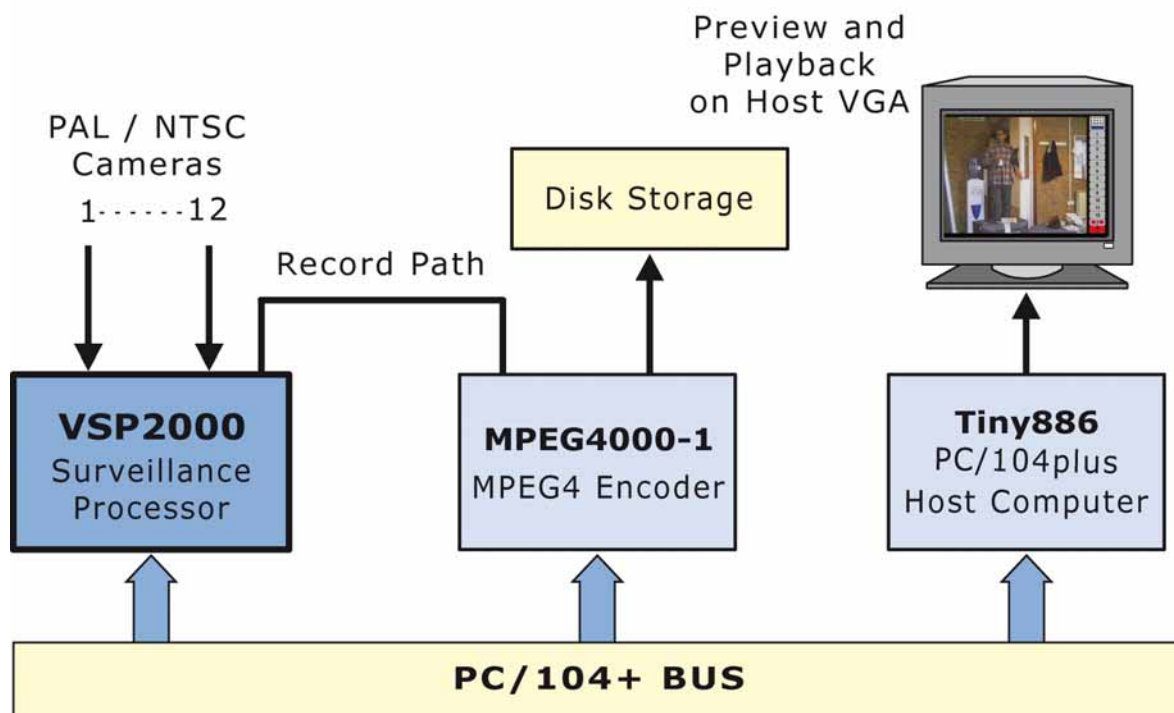 Preview and
Playback
on Host VGA
PAL / NTSC
Cameras
1 - - - - - - 12
Disk Storage
Record Path
VSP2000
Surveillance
Processor
MPEG4000-1
MPEG4 Encoder
Tiny886
PC/104plus
Host Computer
PC/104+ BUS